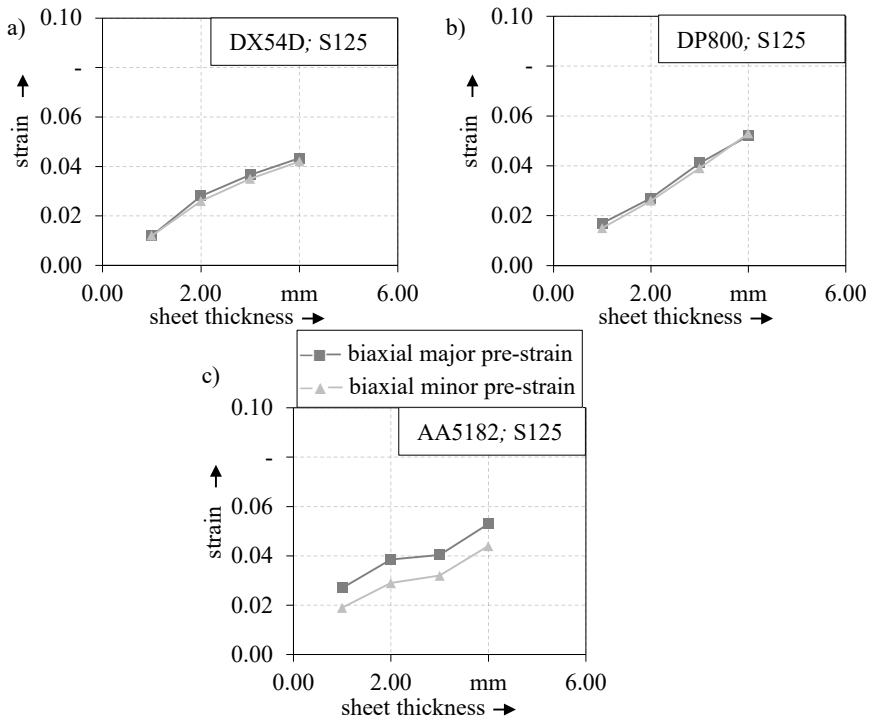 a)
DX54D; S125
0.10
-
0.06
0.04
0.02
0.00
strain
0.00 2.00 mm 6.00
sheet thickness
b)
DP800; S125
0.10
-
0.06
0.04
0.02
0.00
strain
0.00 2.00 mm 6.00
sheet thickness
biaxial major pre-strain
biaxial minor pre-strain
c)
AA5182; S125
0.10
-
0.06
0.04
0.02
0.00
strain
0.00 2.00 mm 6.00
sheet thickness